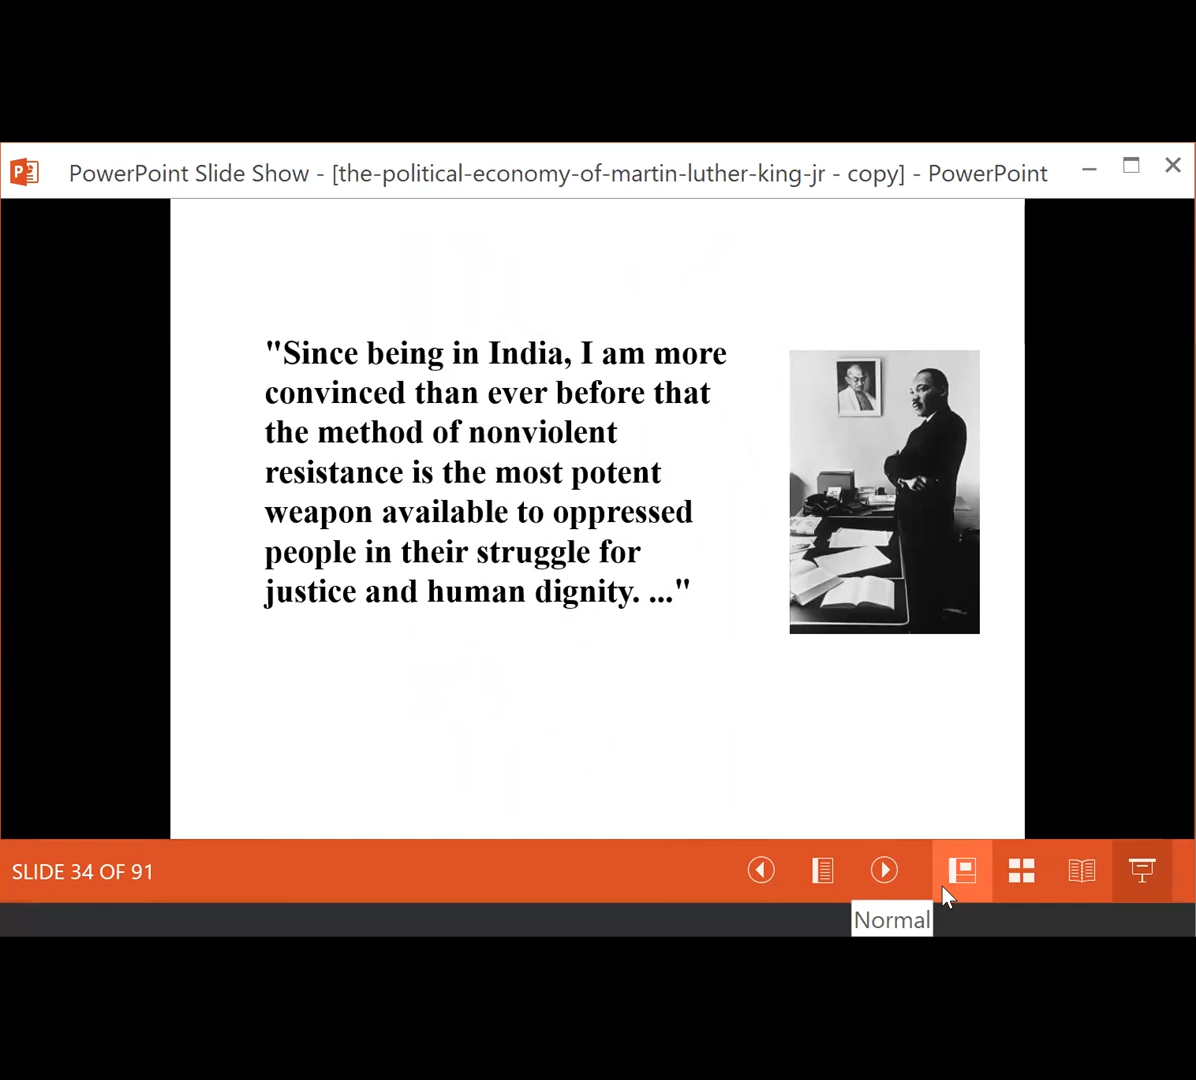 PowerPoint Slide Show - [the-political-economy-of-martin-luther-king-jr - copy] - PowerPoint
"Since being in India, I am more
convinced than ever before that
the method of nonviolent
resistance is the most potent
weapon available to oppressed
people in their struggle for
justice and human dignity. ..."
SLIDE 34 OF 91
Normal